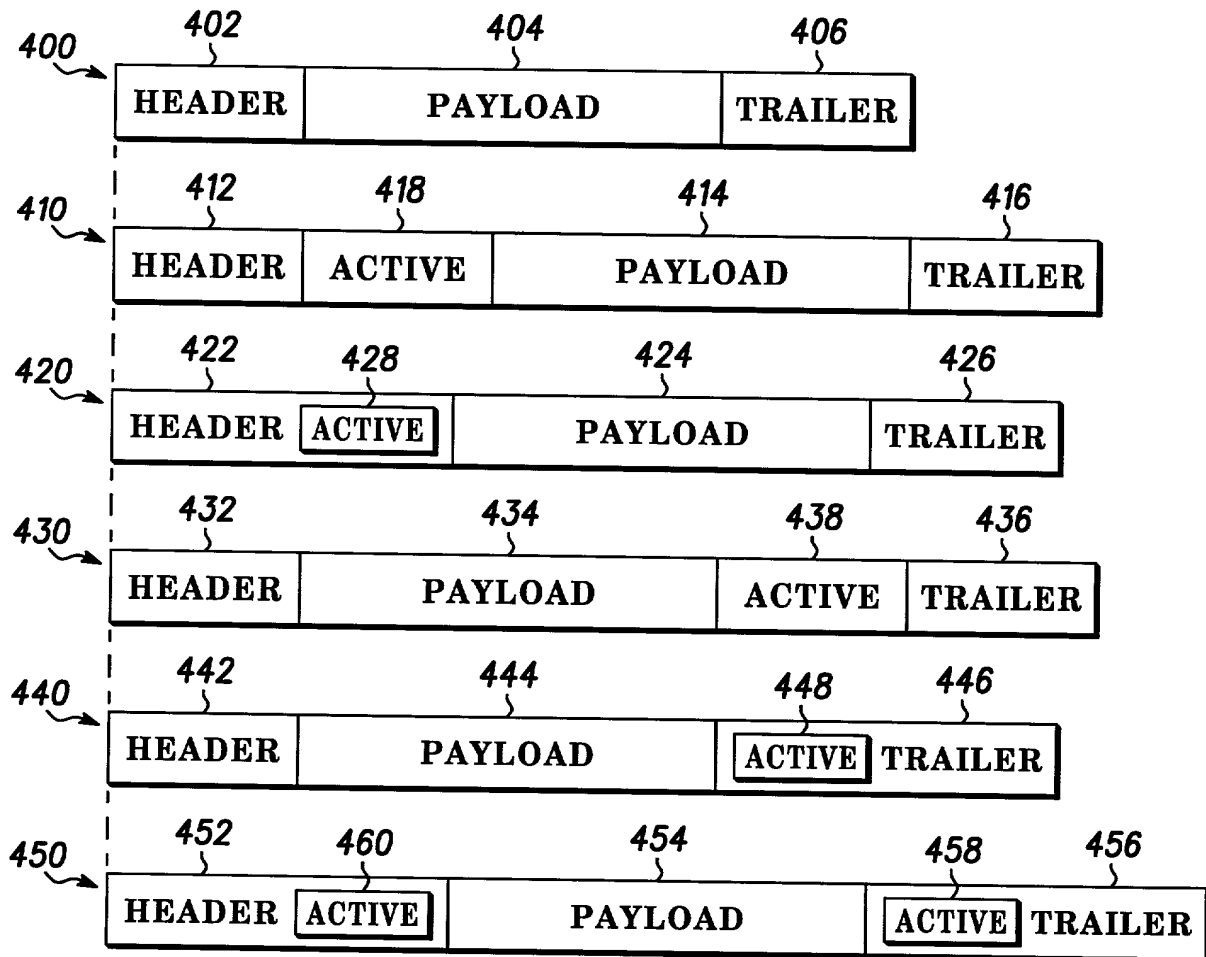 402 404 406
400
HEADER PAYLOAD TRAILER
412 418 414 416
410
HEADER ACTIVE PAYLOAD TRAILER
422 428 424 426
420
HEADER ACTIVE PAYLOAD TRAILER
432 434 438 436
430
HEADER PAYLOAD ACTIVE TRAILER
442 444 448 446
440
HEADER PAYLOAD ACTIVE TRAILER
452 460 454 458 456
450
HEADER ACTIVE PAYLOAD ACTIVE TRAILER